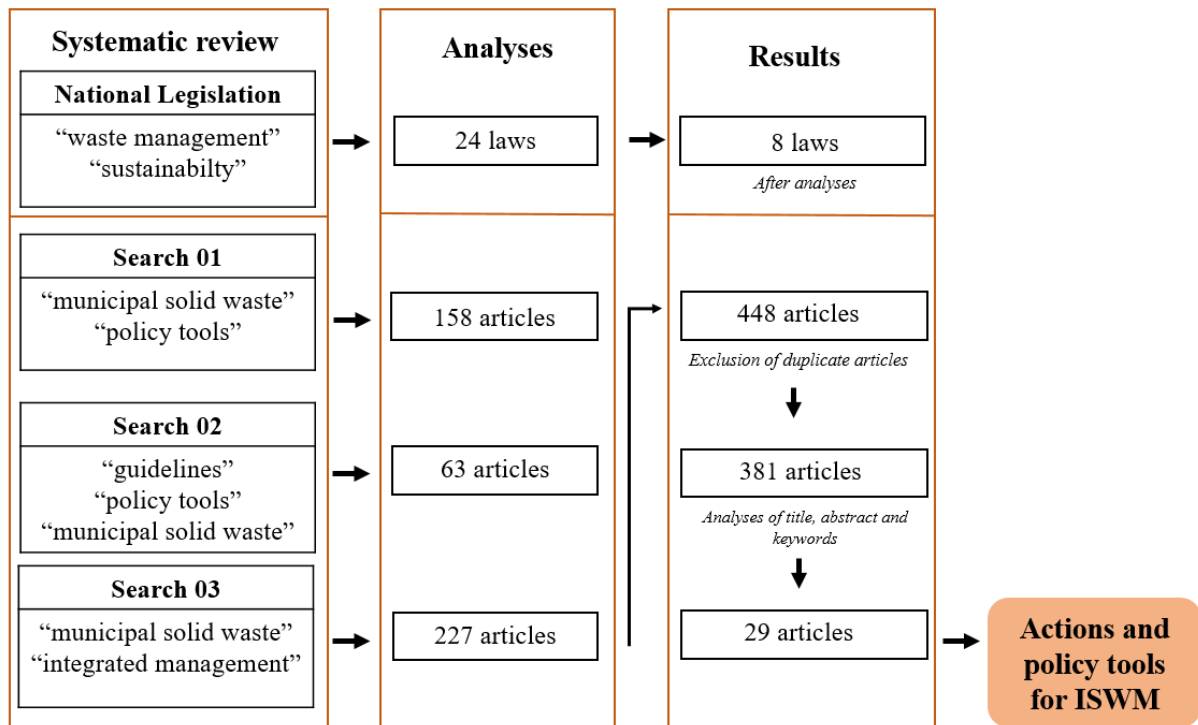 Systematic review
National Legislation
“waste management”
“sustainabilty”
Search 01
“municipal solid waste”
“policy tools”
Search 02
“guidelines”
“policy tools”
“municipal solid waste”
Search 03
“municipal solid waste”
“integrated management”
Analyses
24 laws
158 articles
63 articles
227 articles
Results
8 laws
After analyses
448 articles
Exclusion of duplicate articles
381 articles
Analyses of title, abstract and
keywords
29 articles
Actions and
policy tools
for ISWM